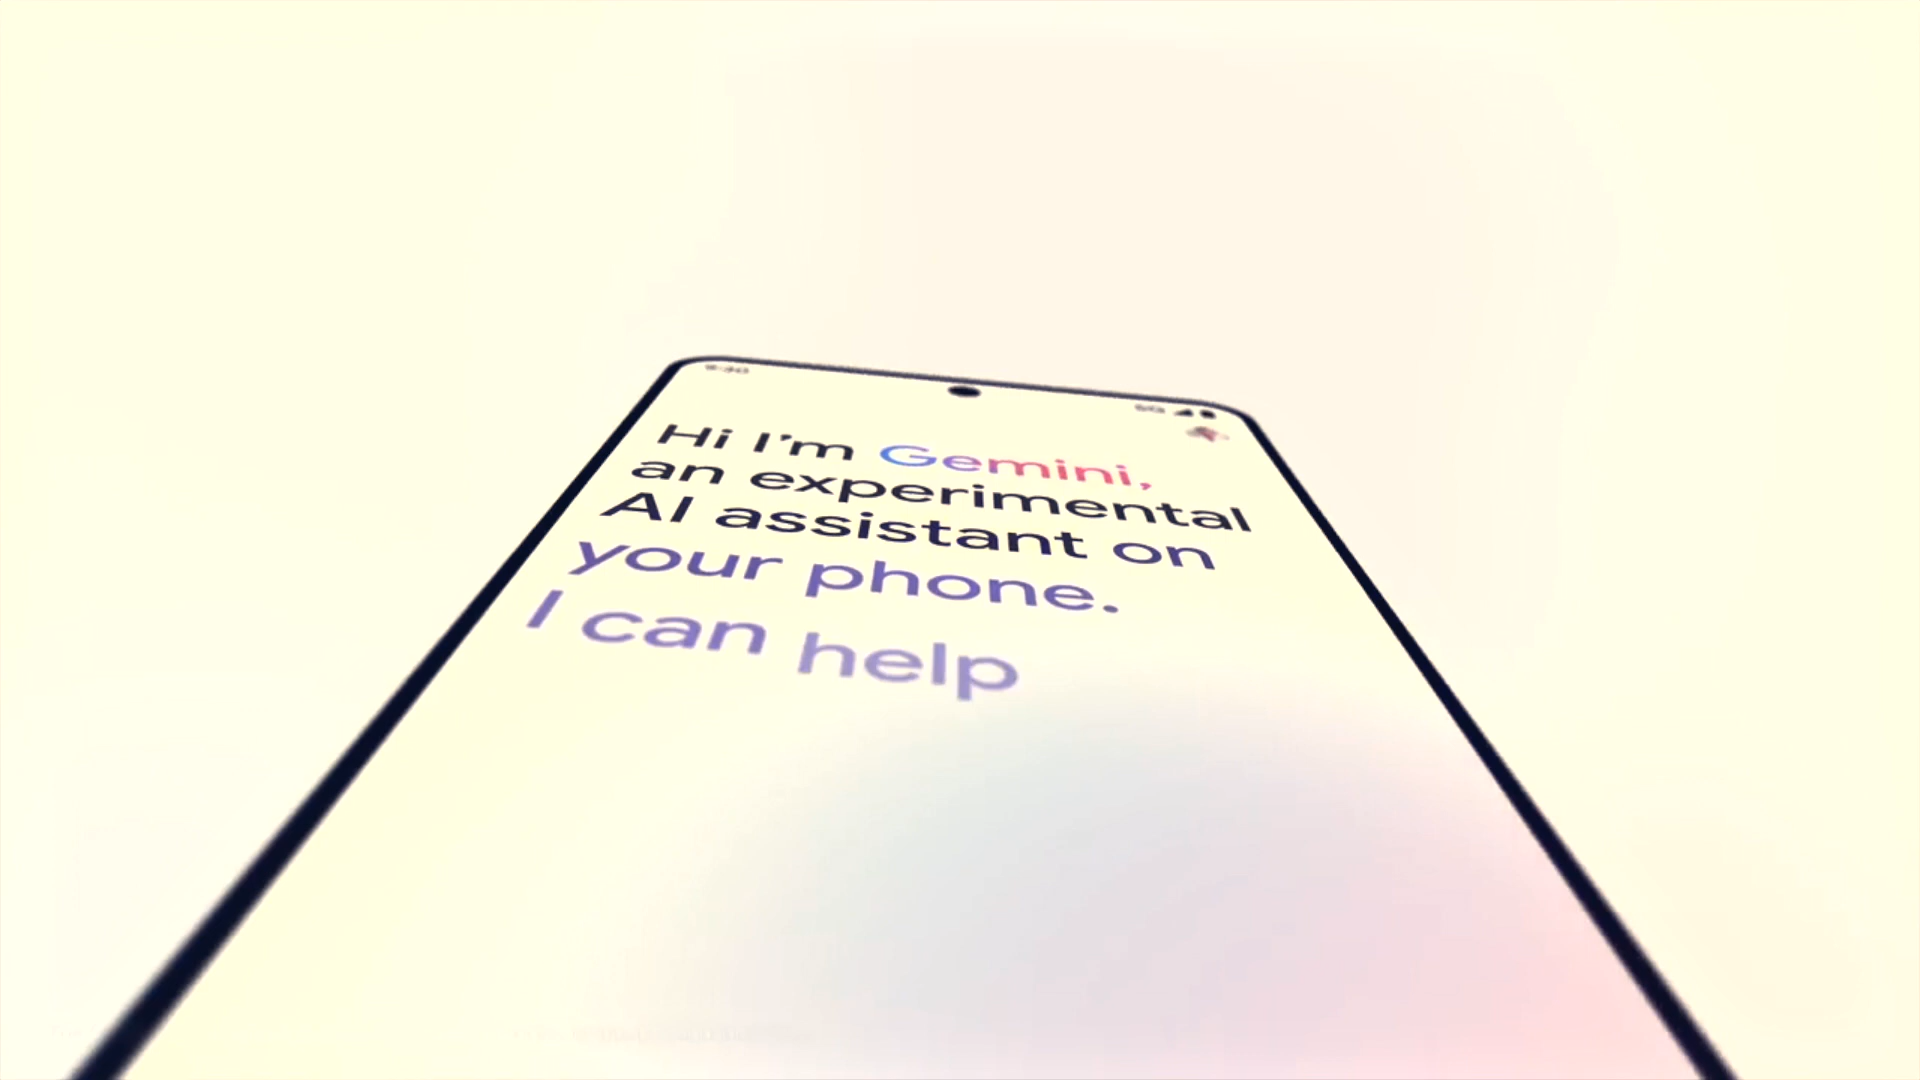 Hi I'm Gemini,
an experimental
AI assistant on
your phone.
I can help